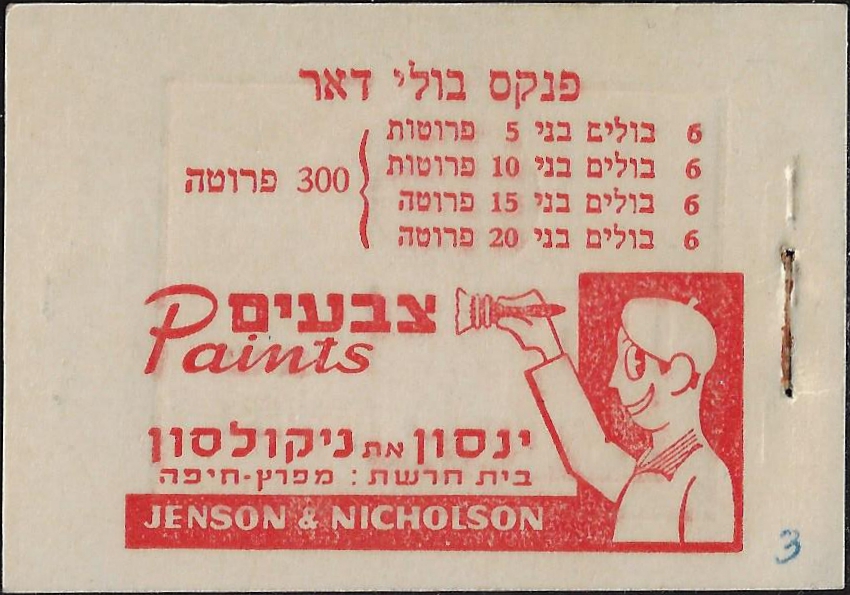 פנקס בולי דאר
6 בולים בני 5 פרוטות
6 בולים בני 10 פרוטות
6 בולים בני 15 פרוטה
6 בולים בני 20 פרוטה
300 פרוטה
צבעים
Paints
ינסון את ניקולסון
בית חרשת: מפרץ-חיפה
JENSON & NICHOLSON
3